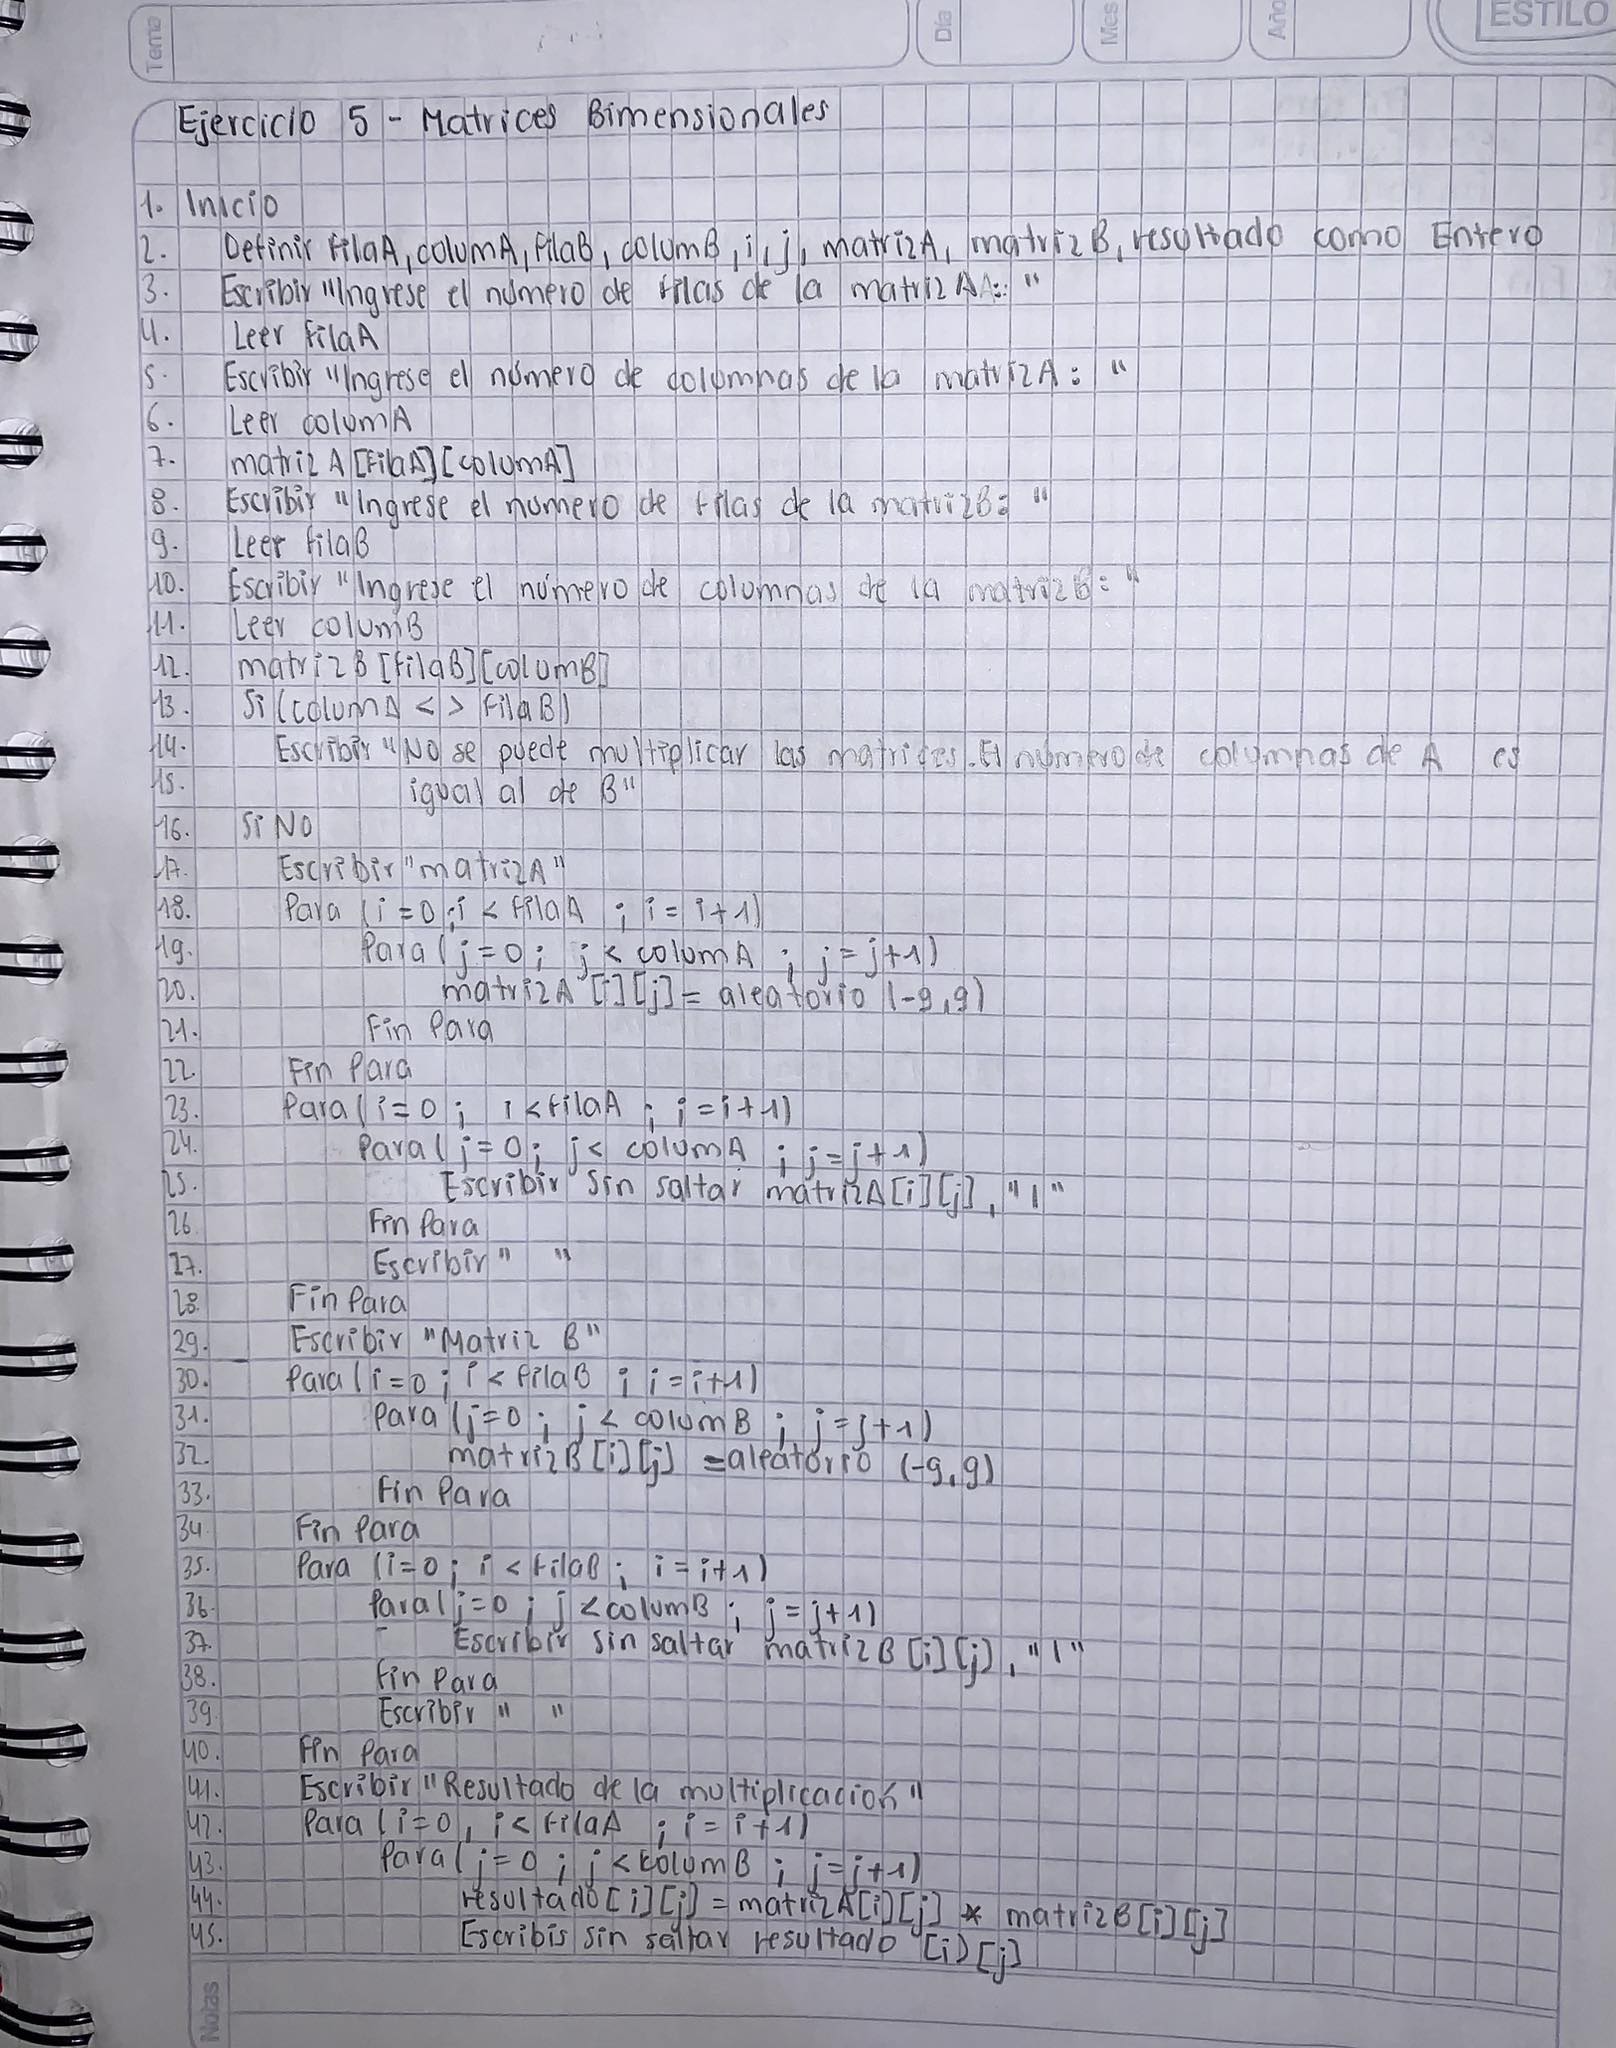 Tema
Día
Mes
Año
ESTILO
Ejercicio 5 - Matrices Bimensionales
1. Inicio
2. Definir filaA, columA, filaB, columB, i, j, matrizA, matrizB, resultado como Entero
3. Escribir "Ingrese el número de filas de la matriz A: "
4. Leer filaA
5. Escribir "Ingrese el número de columnas de la matrizA: "
6. Leer columA
7. matriz A [filaA][columA]
8. Escribir "Ingrese el numero de filas de la matrizB: "
9. Leer filaB
10. Escribir "Ingrese el número de columnas de la matrizB: "
11. Leer columB
12. matrizB [filaB][columB]
13. Si (columA < > filaB)
14. Escribir "No se puede multiplicar las matrices. El número de columnas de A es
15. igual al de B"
16. Si NO
17. Escribir "matrizA"
18. Para (i=0 ; i < filaA ; i = i+1)
19. Para (j=0 ; j < columA ; j=j+1)
20. matrizA [i][j] = aleatorio (-9,9)
21. Fin Para
22. Fin Para
23. Para (i=0 ; i < filaA ; i=i+1)
24. Para (j=0; j < columA ; j=j+1)
25. Escribir Sin saltar matrizA[i][j], "|"
26. Fin Para
27. Escribir " "
28. Fin Para
29. Escribir "Matriz B"
30. Para (i=0 ; i < filaB ; i=i+1)
31. Para (j=0 ; j < columB ; j=j+1)
32. matrizB [i][j] =aleatorio (-9,9)
33. Fin Para
34. Fin Para
35. Para (i=0 ; i < filaB ; i = i+1)
36. Para (j=0 ; j < columB ; j=j+1)
37. Escribir sin saltar matrizB [i][j], "|"
38. Fin Para
39. Escribir " "
40. Fin Para
41. Escribir "Resultado de la multiplicación"
42. Para (i=0 , i < filaA ; i = i+1)
43. Para (j=0 ; j < columB ; j=j+1)
44. resultado[i][j] = matrizA[i][j] * matrizB[i][j]
45. Escribis sin saltar resultado [i)[j]
Notas